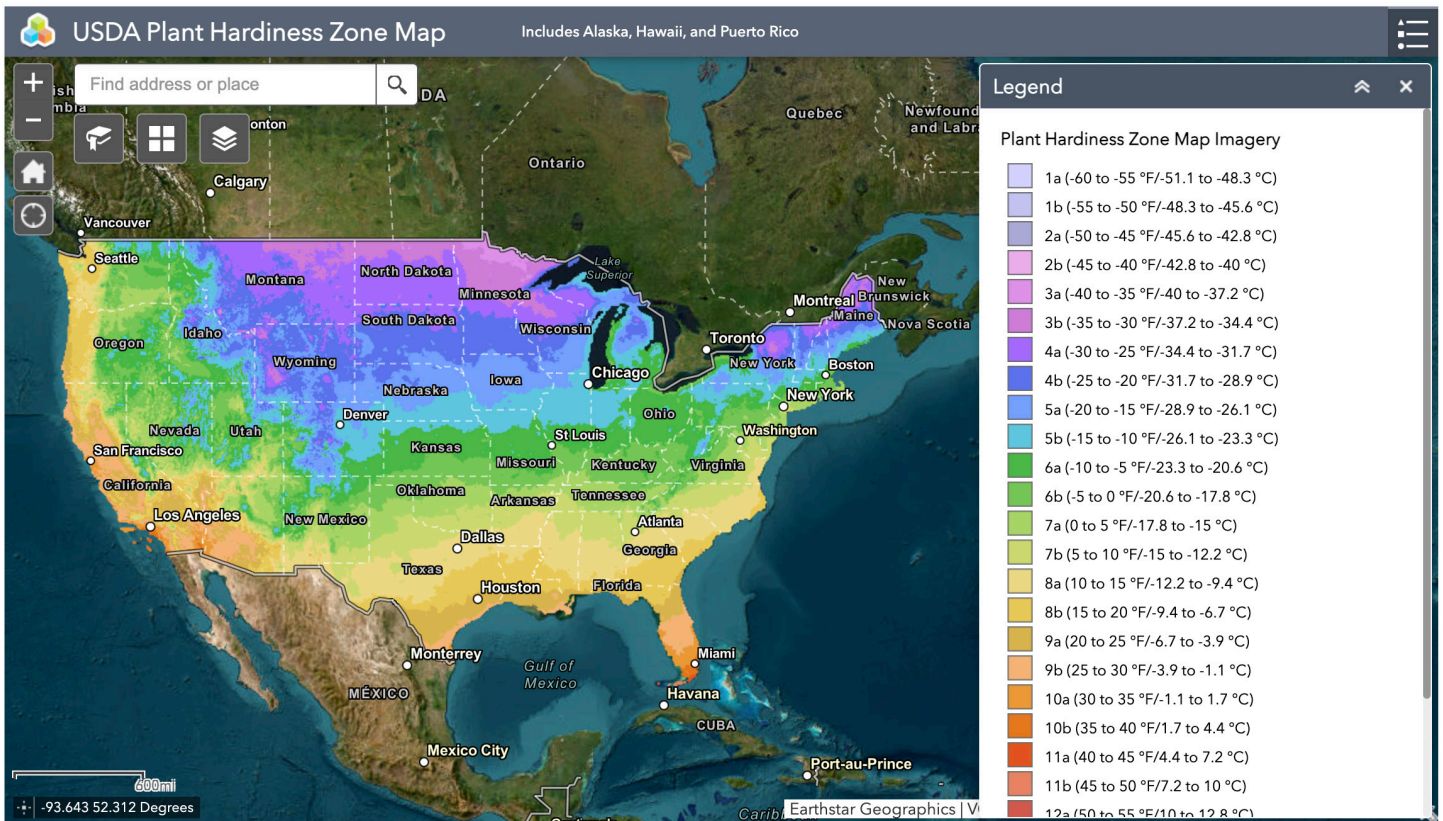 USDA Plant Hardiness Zone Map
Includes Alaska, Hawaii, and Puerto Rico
+
Find address or place
−
DA
onton
Calgary
Vancouver
Seattle
Quebec
Newfound
and Labr
Ontario
Montana
North Dakota
Minnesota
Lake
Superior
New
Brunswick
Montreal
Maine
Nova Scotia
Idaho
Oregon
South Dakota
Wisconsin
Toronto
Wyoming
New York
Boston
Chicago
Iowa
Nebraska
New York
Denver
Ohio
Nevada
Utah
St Louis
Washington
San Francisco
Kansas
Missouri
Kentucky
Virginia
California
Oklahoma
Arkansas
Tennessee
Los Angeles
New Mexico
Atlanta
Dallas
Georgia
Texas
Houston
Florida
Monterrey
Miami
Gulf of
Mexico
MÉXICO
Havana
CUBA
Mexico City
Port-au-Prince
600mi
-93.643 52.312 Degrees
Earthstar Geographics |
Legend
Plant Hardiness Zone Map Imagery
1a (-60 to -55 °F/-51.1 to -48.3 °C)
1b (-55 to -50 °F/-48.3 to -45.6 °C)
2a (-50 to -45 °F/-45.6 to -42.8 °C)
2b (-45 to -40 °F/-42.8 to -40 °C)
3a (-40 to -35 °F/-40 to -37.2 °C)
3b (-35 to -30 °F/-37.2 to -34.4 °C)
4a (-30 to -25 °F/-34.4 to -31.7 °C)
4b (-25 to -20 °F/-31.7 to -28.9 °C)
5a (-20 to -15 °F/-28.9 to -26.1 °C)
5b (-15 to -10 °F/-26.1 to -23.3 °C)
6a (-10 to -5 °F/-23.3 to -20.6 °C)
6b (-5 to 0 °F/-20.6 to -17.8 °C)
7a (0 to 5 °F/-17.8 to -15 °C)
7b (5 to 10 °F/-15 to -12.2 °C)
8a (10 to 15 °F/-12.2 to -9.4 °C)
8b (15 to 20 °F/-9.4 to -6.7 °C)
9a (20 to 25 °F/-6.7 to -3.9 °C)
9b (25 to 30 °F/-3.9 to -1.1 °C)
10a (30 to 35 °F/-1.1 to 1.7 °C)
10b (35 to 40 °F/1.7 to 4.4 °C)
11a (40 to 45 °F/4.4 to 7.2 °C)
11b (45 to 50 °F/7.2 to 10 °C)
12a (50 to 55 °F/10 to 12.8 °C)